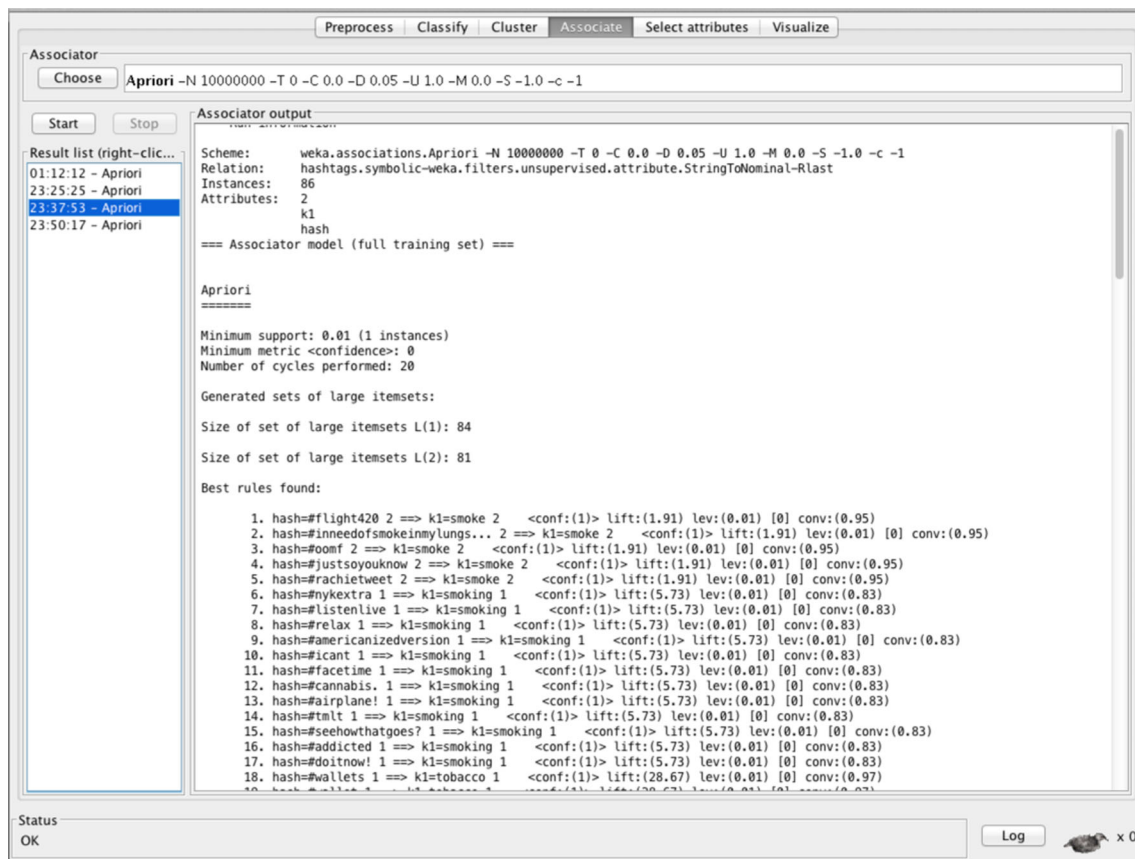 Preprocess Classify Cluster Associate Select attributes Visualize
Associator
Choose Apriori -N 10000000 -T 0 -C 0.0 -D 0.05 -U 1.0 -M 0.0 -S -1.0 -c -1
Start Stop
Result list (right-clic...
01:12:12 - Apriori
23:25:25 - Apriori
23:37:53 - Apriori
23:50:17 - Apriori
Associator output
Scheme: weka.associations.Apriori -N 10000000 -T 0 -C 0.0 -D 0.05 -U 1.0 -M 0.0 -S -1.0 -c -1
Relation: hashtags.symbolic-weka.filters.unsupervised.attribute.StringToNominal-Rlast
Instances: 86
Attributes: 2
k1
hash
=== Associator model (full training set) ===
Apriori
=======
Minimum support: 0.01 (1 instances)
Minimum metric <confidence>: 0
Number of cycles performed: 20
Generated sets of large itemsets:
Size of set of large itemsets L(1): 84
Size of set of large itemsets L(2): 81
Best rules found:
1. hash=#flight420 2 ==> k1=smoke 2 <conf:(1)> lift:(1.91) lev:(0.01) [0] conv:(0.95)
2. hash=#inneedofsmokeinmylungs... 2 ==> k1=smoke 2 <conf:(1)> lift:(1.91) lev:(0.01) [0] conv:(0.95)
3. hash=#oomf 2 ==> k1=smoke 2 <conf:(1)> lift:(1.91) lev:(0.01) [0] conv:(0.95)
4. hash=#justsoyouknow 2 ==> k1=smoke 2 <conf:(1)> lift:(1.91) lev:(0.01) [0] conv:(0.95)
5. hash=#rachietweet 2 ==> k1=smoke 2 <conf:(1)> lift:(1.91) lev:(0.01) [0] conv:(0.95)
6. hash=#nykextra 1 ==> k1=smoking 1 <conf:(1)> lift:(5.73) lev:(0.01) [0] conv:(0.83)
7. hash=#listenlive 1 ==> k1=smoking 1 <conf:(1)> lift:(5.73) lev:(0.01) [0] conv:(0.83)
8. hash=#relax 1 ==> k1=smoking 1 <conf:(1)> lift:(5.73) lev:(0.01) [0] conv:(0.83)
9. hash=#americanizedversion 1 ==> k1=smoking 1 <conf:(1)> lift:(5.73) lev:(0.01) [0] conv:(0.83)
10. hash=#icant 1 ==> k1=smoking 1 <conf:(1)> lift:(5.73) lev:(0.01) [0] conv:(0.83)
11. hash=#facetime 1 ==> k1=smoking 1 <conf:(1)> lift:(5.73) lev:(0.01) [0] conv:(0.83)
12. hash=#cannabis. 1 ==> k1=smoking 1 <conf:(1)> lift:(5.73) lev:(0.01) [0] conv:(0.83)
13. hash=#airplane! 1 ==> k1=smoking 1 <conf:(1)> lift:(5.73) lev:(0.01) [0] conv:(0.83)
14. hash=#tmlt 1 ==> k1=smoking 1 <conf:(1)> lift:(5.73) lev:(0.01) [0] conv:(0.83)
15. hash=#seehowthatgoes? 1 ==> k1=smoking 1 <conf:(1)> lift:(5.73) lev:(0.01) [0] conv:(0.83)
16. hash=#addicted 1 ==> k1=smoking 1 <conf:(1)> lift:(5.73) lev:(0.01) [0] conv:(0.83)
17. hash=#doitnow! 1 ==> k1=smoking 1 <conf:(1)> lift:(5.73) lev:(0.01) [0] conv:(0.83)
18. hash=#wallets 1 ==> k1=tobacco 1 <conf:(1)> lift:(28.67) lev:(0.01) [0] conv:(0.97)
Status
OK
Log
x 0